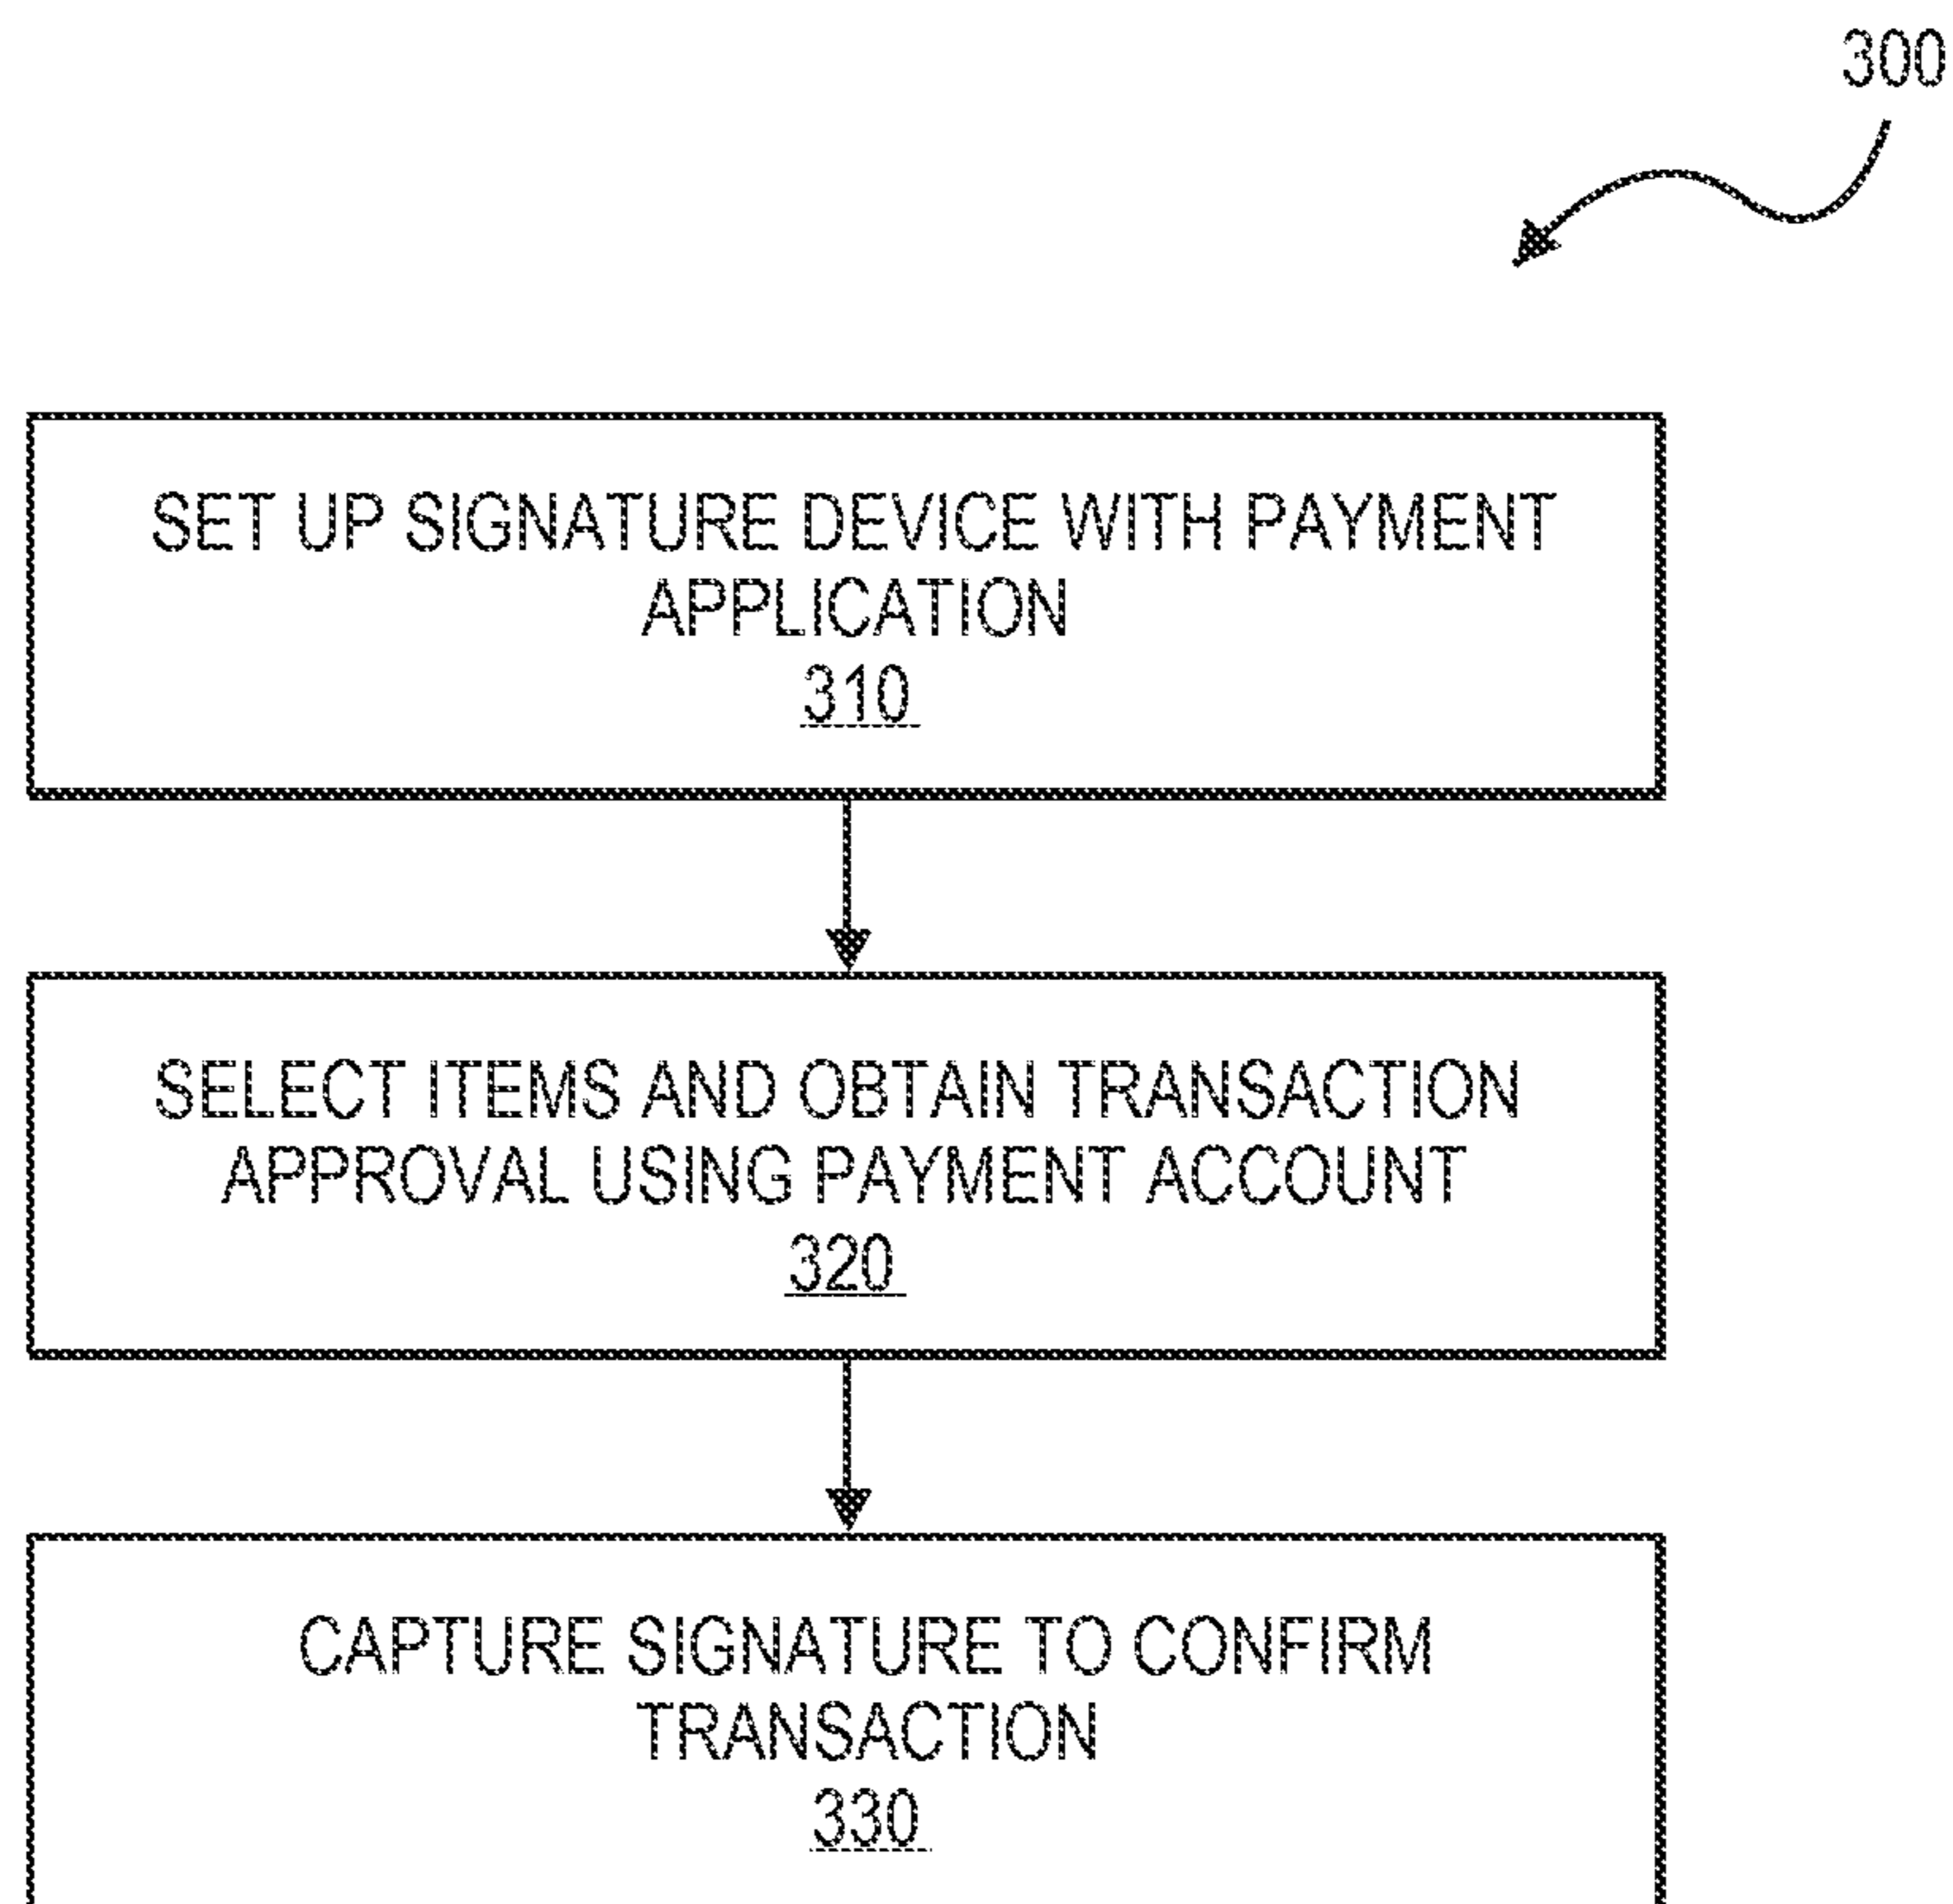 300
SET UP SIGNATURE DEVICE WITH PAYMENT
APPLICATION
310
SELECT ITEMS AND OBTAIN TRANSACTION
APPROVAL USING PAYMENT ACCOUNT
320
CAPTURE SIGNATURE TO CONFIRM
TRANSACTION
330